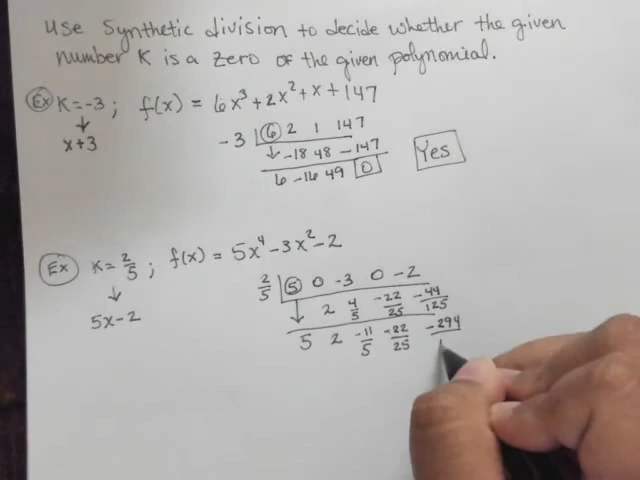 use synthetic division to decide whether the given
number K is a zero of the given polynomial.
Ex K = -3 ; f(x) = 6x³ + 2x² + x + 147
↓
x+3
-3 | 6 2 1 147
↓ -18 48 -147
6 -16 49 0
Yes
Ex K = 2/5 ; f(x) = 5x⁴ - 3x² - 2
↓
5x-2
2/5 | 5 0 -3 0 -2
↓ 2 4/5 -22/25 -44/125
5 2 -11/5 -22/25 -294